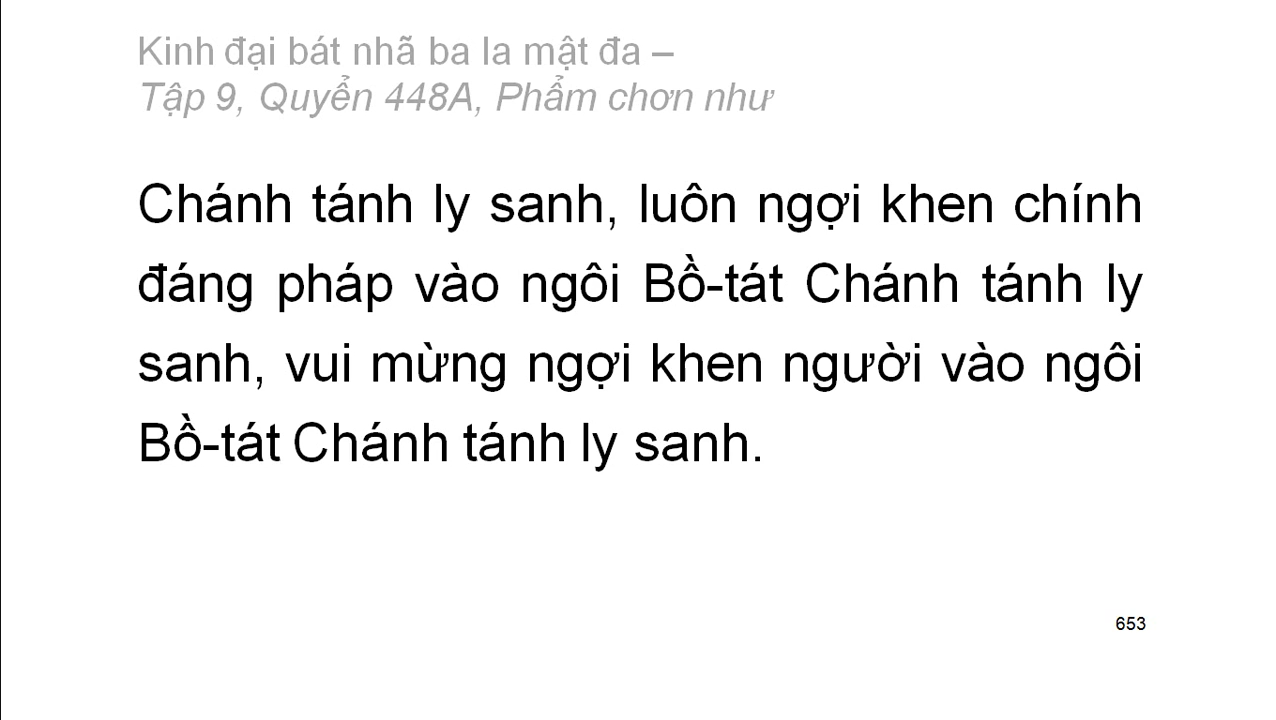 Kinh đại bát nhã ba la mật đa –
Tập 9, Quyển 448A, Phẩm chơn như
Chánh tánh ly sanh, luôn ngợi khen chính
đáng pháp vào ngôi Bồ-tát Chánh tánh ly
sanh, vui mừng ngợi khen người vào ngôi
Bồ-tát Chánh tánh ly sanh.
653